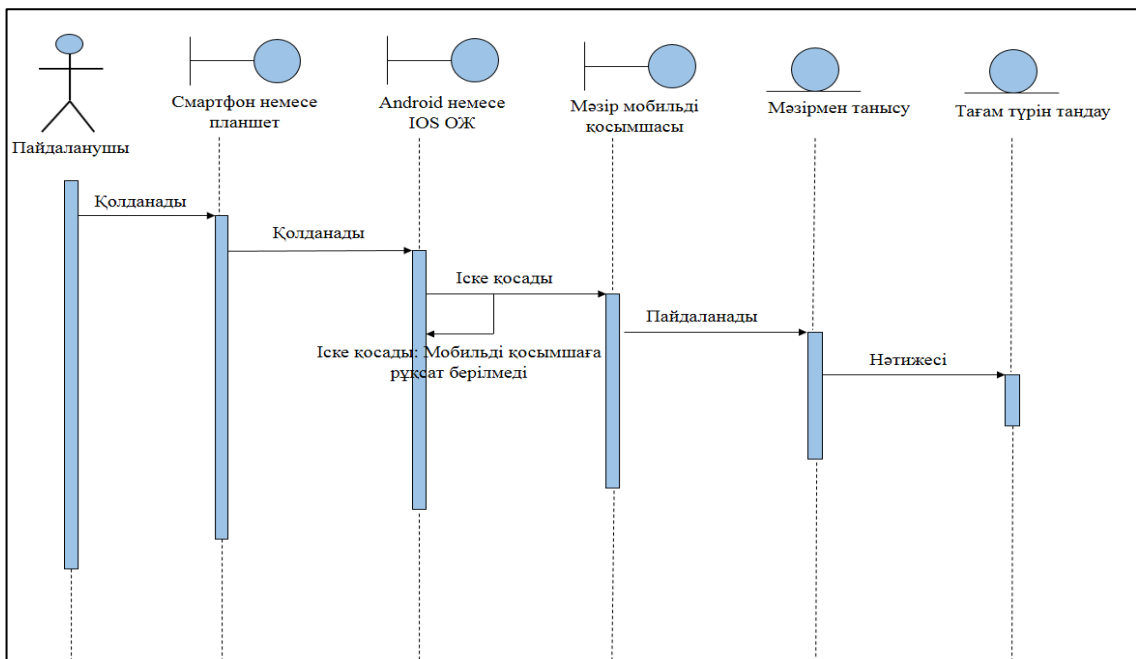 Пайдаланушы
Смартфон немесе
планшет
Android немесе
IOS ОЖ
Мәзір мобильді
қосымшасы
Мәзірмен танысу
Тағам түрін таңдау
Қолданады
Қолданады
Іске қосады
Іске қосады: Мобильді қосымшаға
рұқсат берілмеді
Пайдаланады
Нәтижесі